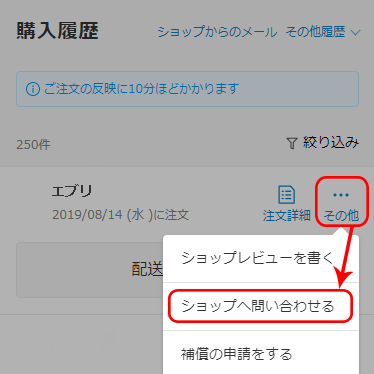 購入履歴
ショップからのメール その他履歴
ご注文の反映に10分ほどかかります
250件 絞り込み
エブリ
2019/08/14 (水 )に注文
注文詳細 その他
配送
ショップレビューを書く
ショップへ問い合わせる
補償の申請をする